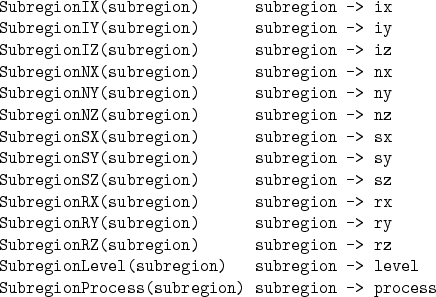 SubregionIX(subregion) subregion -> ix
SubregionIY(subregion) subregion -> iy
SubregionIZ(subregion) subregion -> iz
SubregionNX(subregion) subregion -> nx
SubregionNY(subregion) subregion -> ny
SubregionNZ(subregion) subregion -> nz
SubregionSX(subregion) subregion -> sx
SubregionSY(subregion) subregion -> sy
SubregionSZ(subregion) subregion -> sz
SubregionRX(subregion) subregion -> rx
SubregionRY(subregion) subregion -> ry
SubregionRZ(subregion) subregion -> rz
SubregionLevel(subregion) subregion -> level
SubregionProcess(subregion) subregion -> process